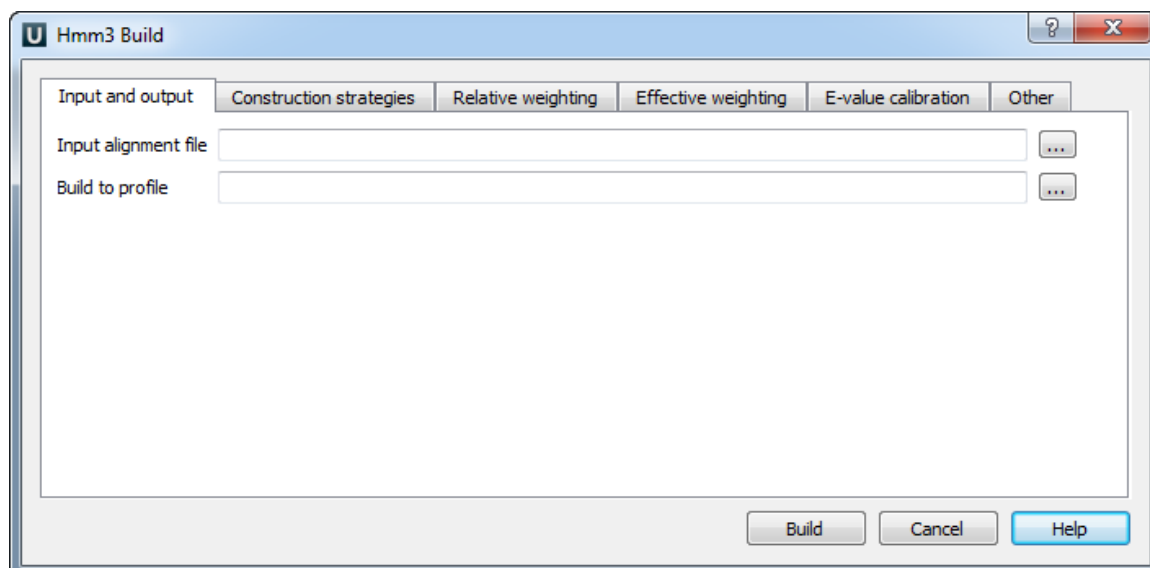 U Hmm3 Build ? X
Input and output Construction strategies Relative weighting Effective weighting E-value calibration Other
Input alignment file ...
Build to profile ...
Build Cancel Help